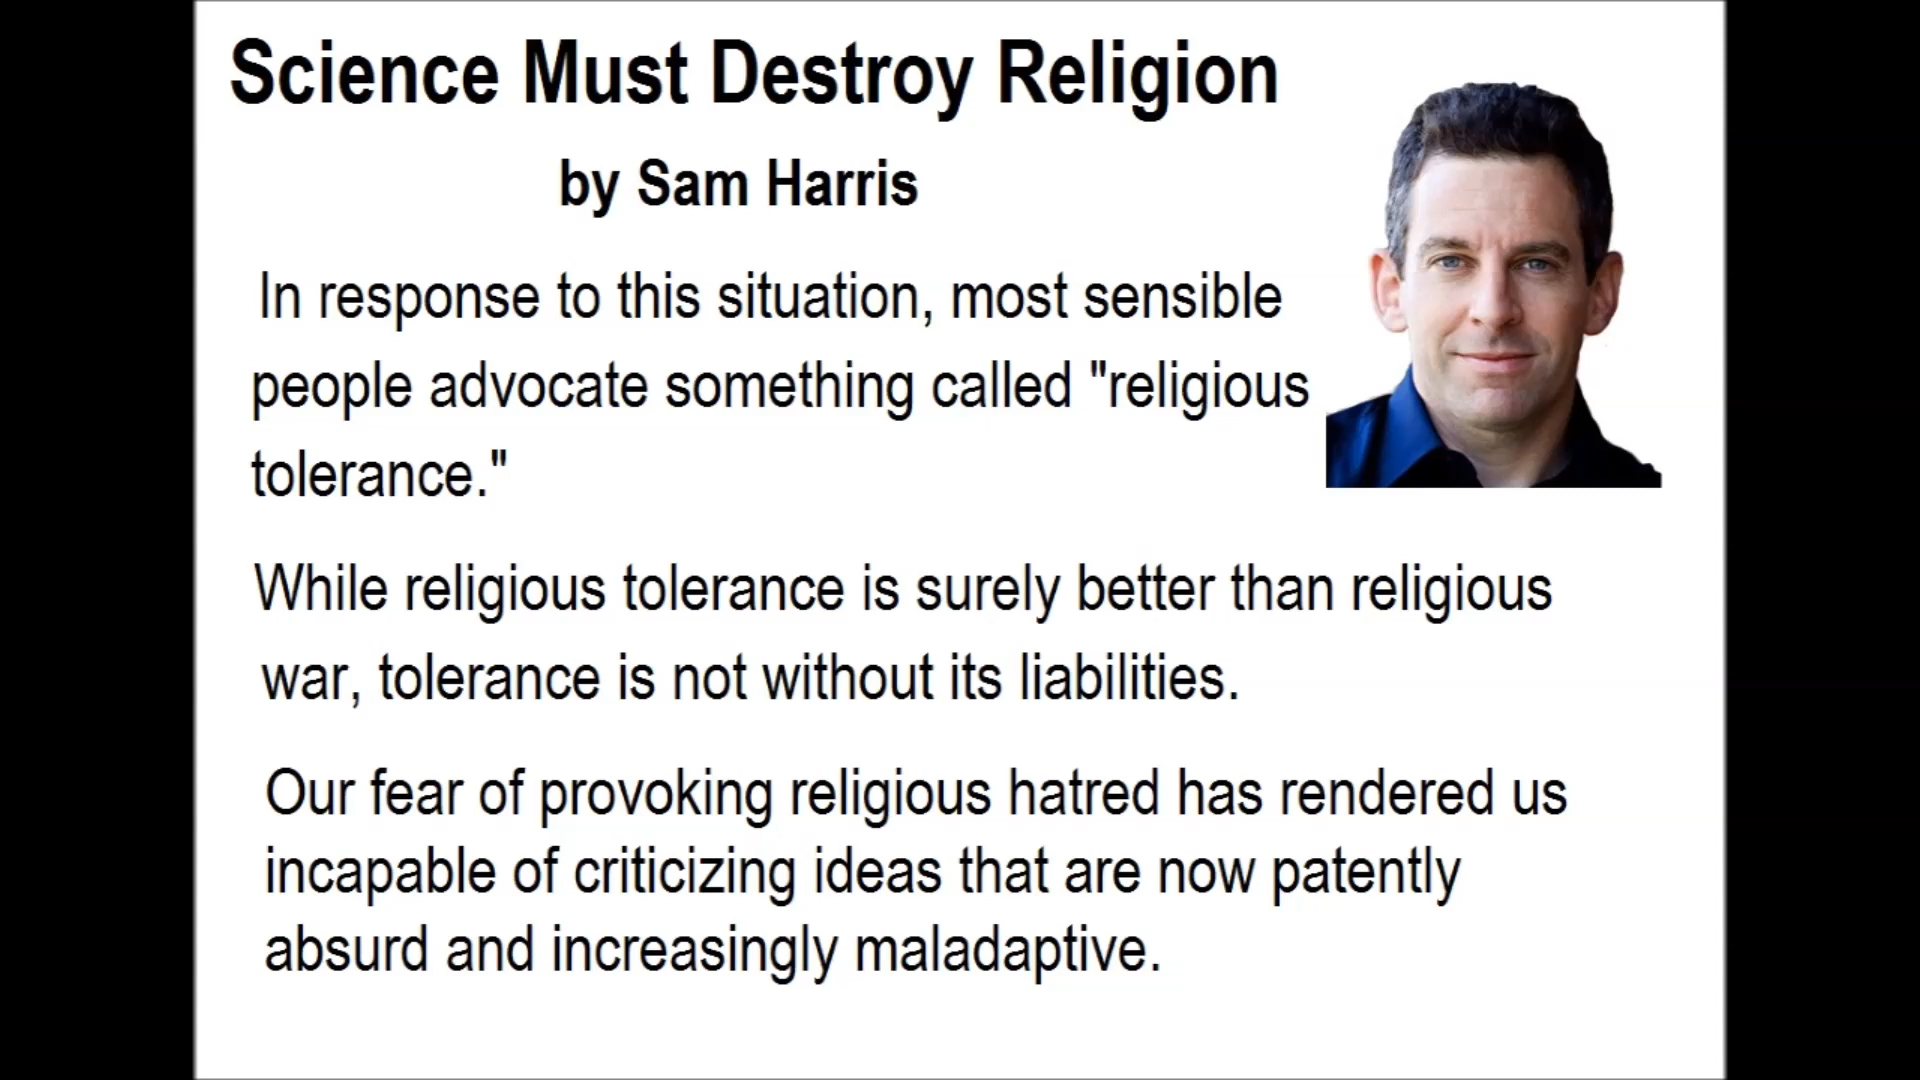 Science Must Destroy Religion
by Sam Harris
In response to this situation, most sensible
people advocate something called "religious
tolerance."
While religious tolerance is surely better than religious
war, tolerance is not without its liabilities.
Our fear of provoking religious hatred has rendered us
incapable of criticizing ideas that are now patently
absurd and increasingly maladaptive.